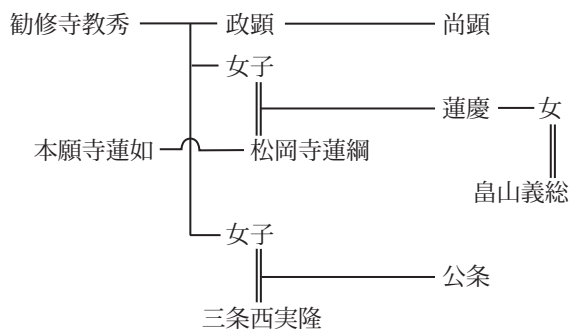 勧修寺教秀 政顕 尚顕
女子
蓮慶 女
本願寺蓮如 松岡寺蓮綱
畠山義総
女子
公条
三条西実隆